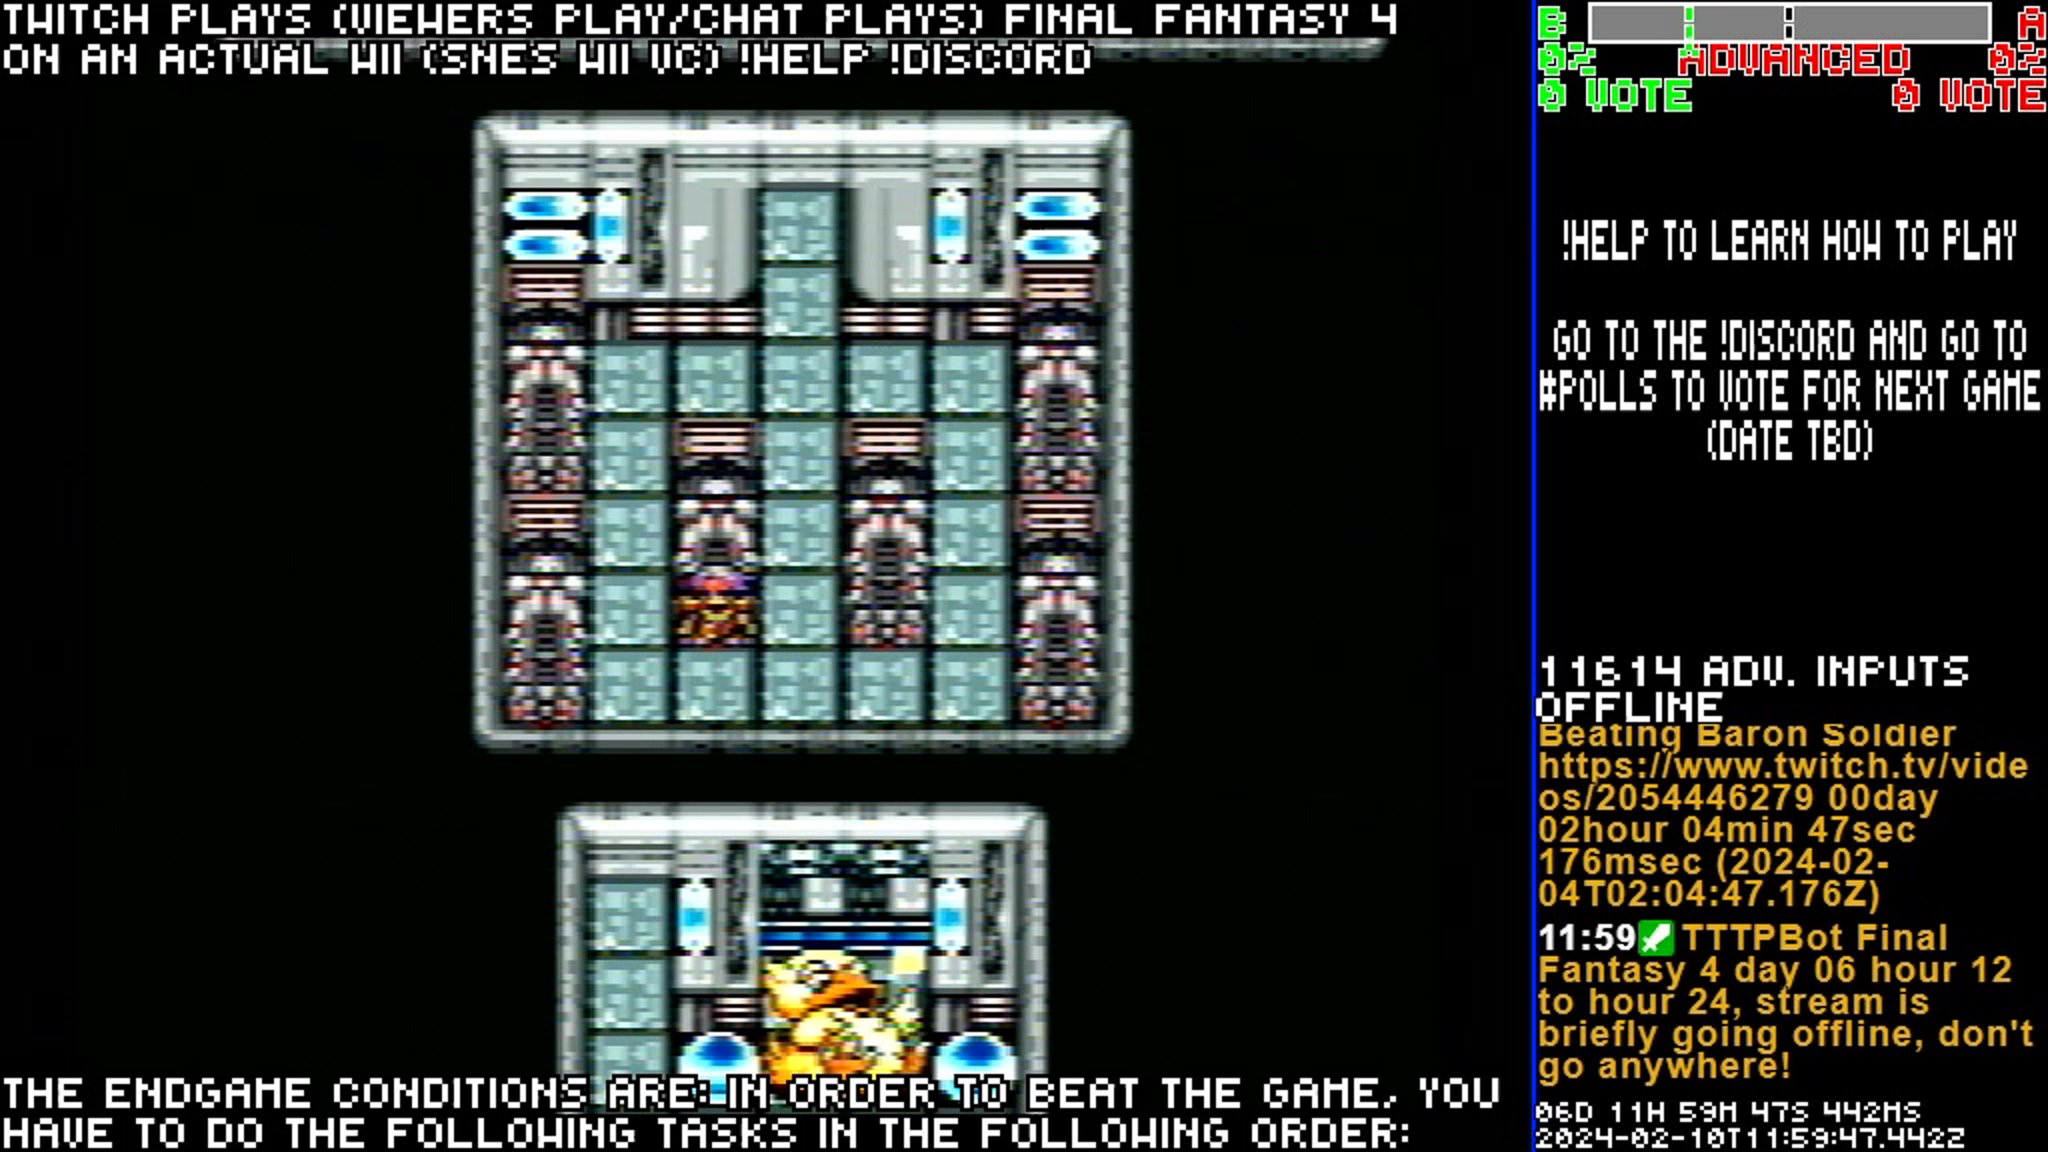 TWITCH PLAYS (VIEWERS PLAY/CHAT PLAYS) FINAL FANTASY 4
ON AN ACTUAL WII (SNES WII VC) !HELP !DISCORD
B A
0% ADVANCED 0%
0 VOTE 0 VOTE
!HELP TO LEARN HOW TO PLAY
GO TO THE !DISCORD AND GO TO
#POLLS TO VOTE FOR NEXT GAME
(DATE TBD)
11614 ADV. INPUTS
OFFLINE
Beating Baron Soldier
https://www.twitch.tv/vide
os/2054446279 00day
02hour 04min 47sec
176msec (2024-02-
04T02:04:47.176Z)
11:59 TTTPBot Final
Fantasy 4 day 06 hour 12
to hour 24, stream is
briefly going offline, don't
go anywhere!
06D 11H 59M 47S 442MS
2024-02-10T11:59:47.442Z
THE ENDGAME CONDITIONS ARE: IN ORDER TO BEAT THE GAME, YOU
HAVE TO DO THE FOLLOWING TASKS IN THE FOLLOWING ORDER: